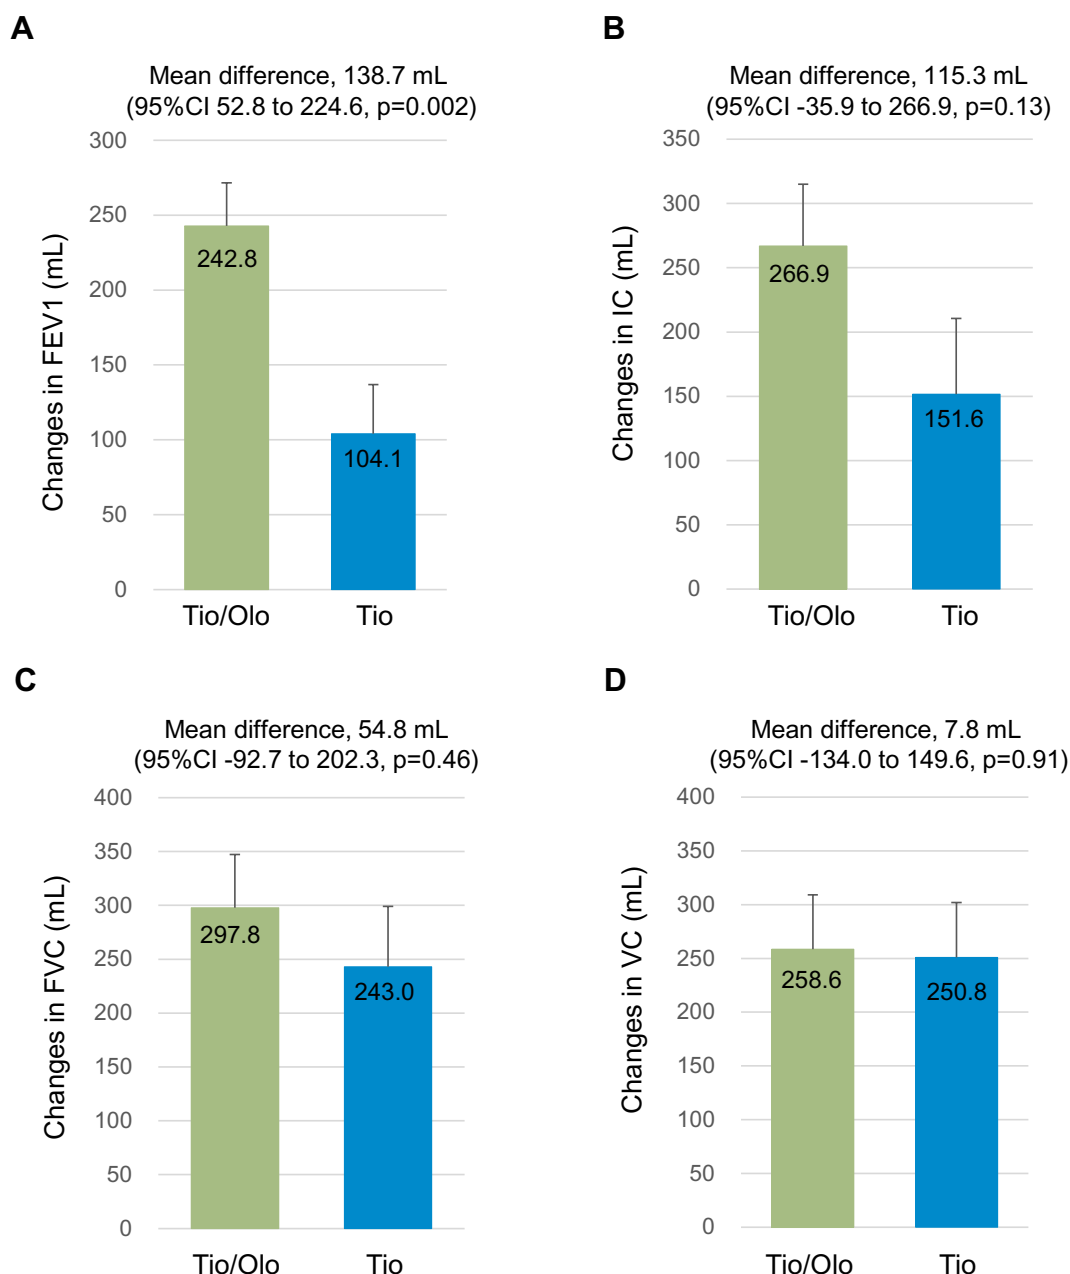 A
Mean difference, 138.7 mL
(95%CI 52.8 to 224.6, p=0.002)
300
250
200
150
100
50
0
Changes in FEV1 (mL)
242.8
104.1
Tio/Olo
Tio
B
Mean difference, 115.3 mL
(95%CI -35.9 to 266.9, p=0.13)
350
300
250
200
150
100
50
0
Changes in IC (mL)
266.9
151.6
Tio/Olo
Tio
C
Mean difference, 54.8 mL
(95%CI -92.7 to 202.3, p=0.46)
400
350
300
250
200
150
100
50
0
Changes in FVC (mL)
297.8
243.0
Tio/Olo
Tio
D
Mean difference, 7.8 mL
(95%CI -134.0 to 149.6, p=0.91)
400
350
300
250
200
150
100
50
0
Changes in VC (mL)
258.6
250.8
Tio/Olo
Tio